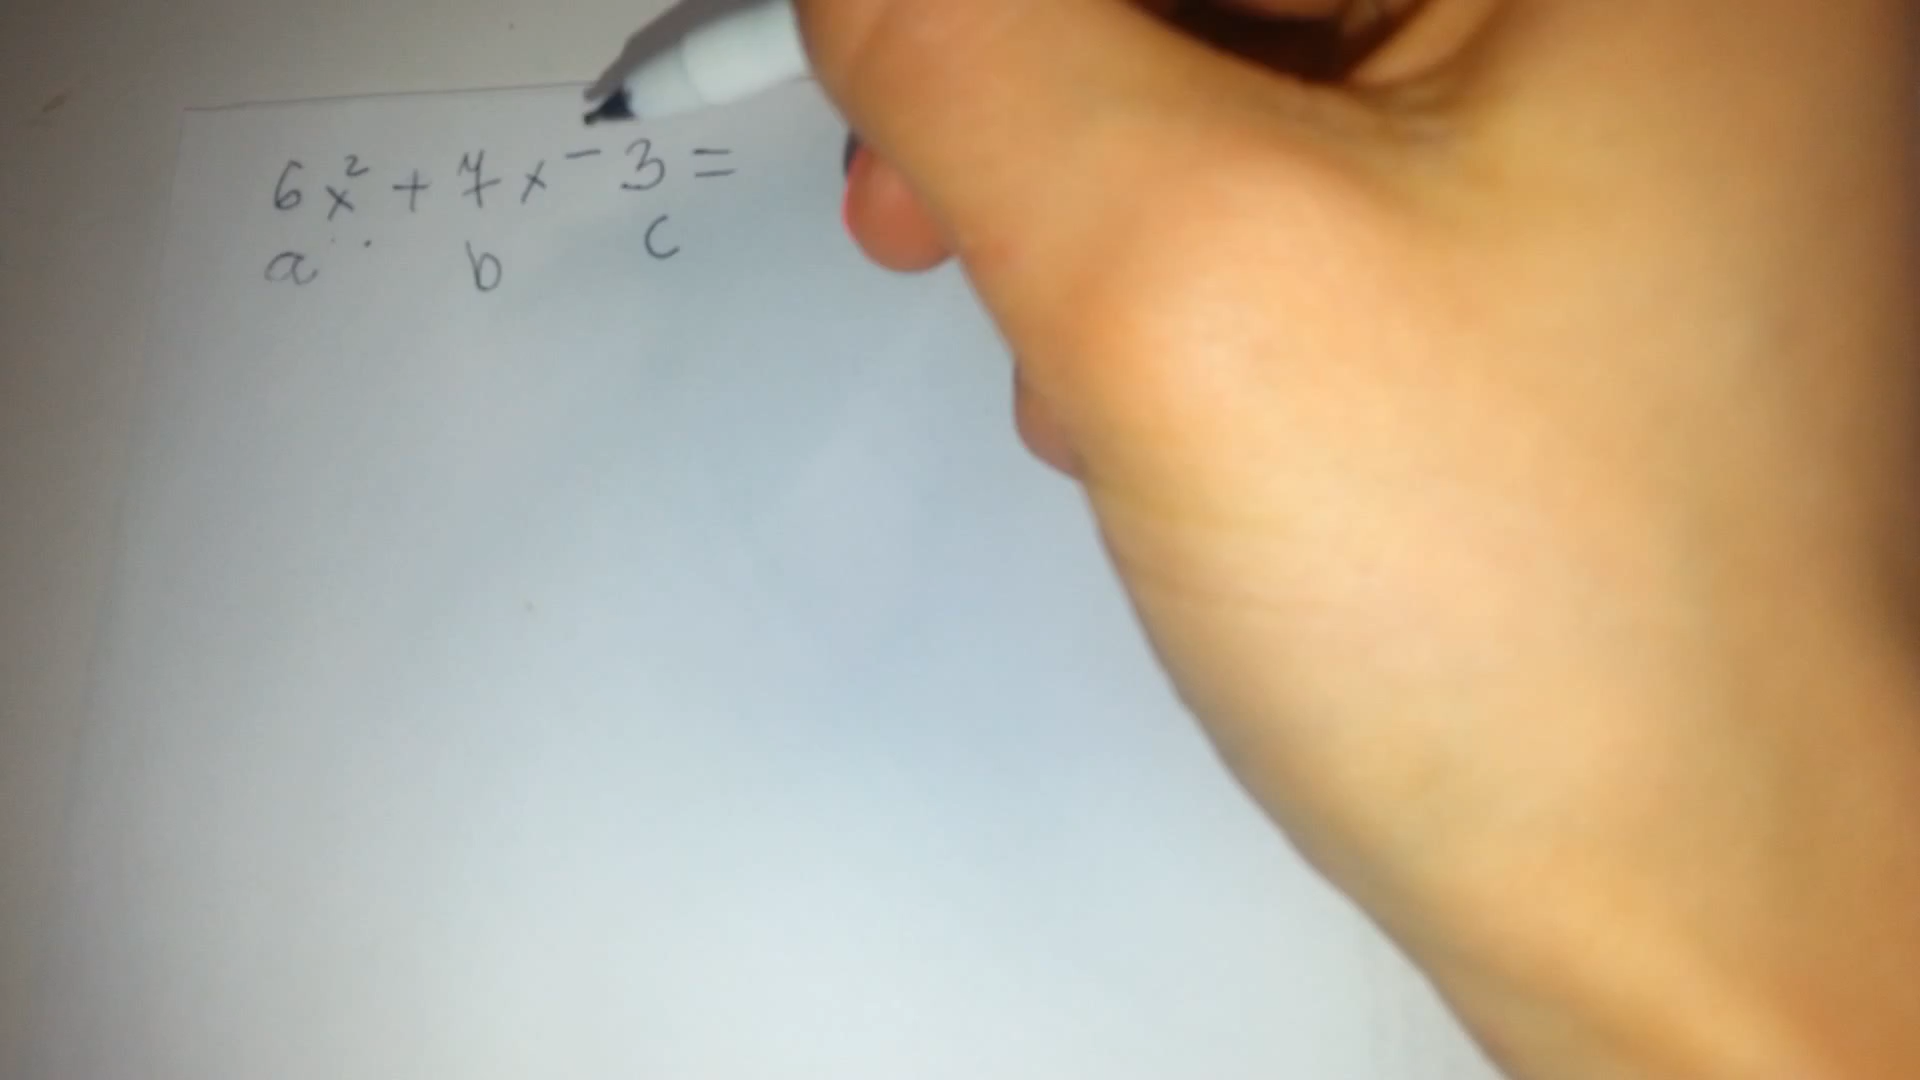 6x² + 7x - 3 =
a b c